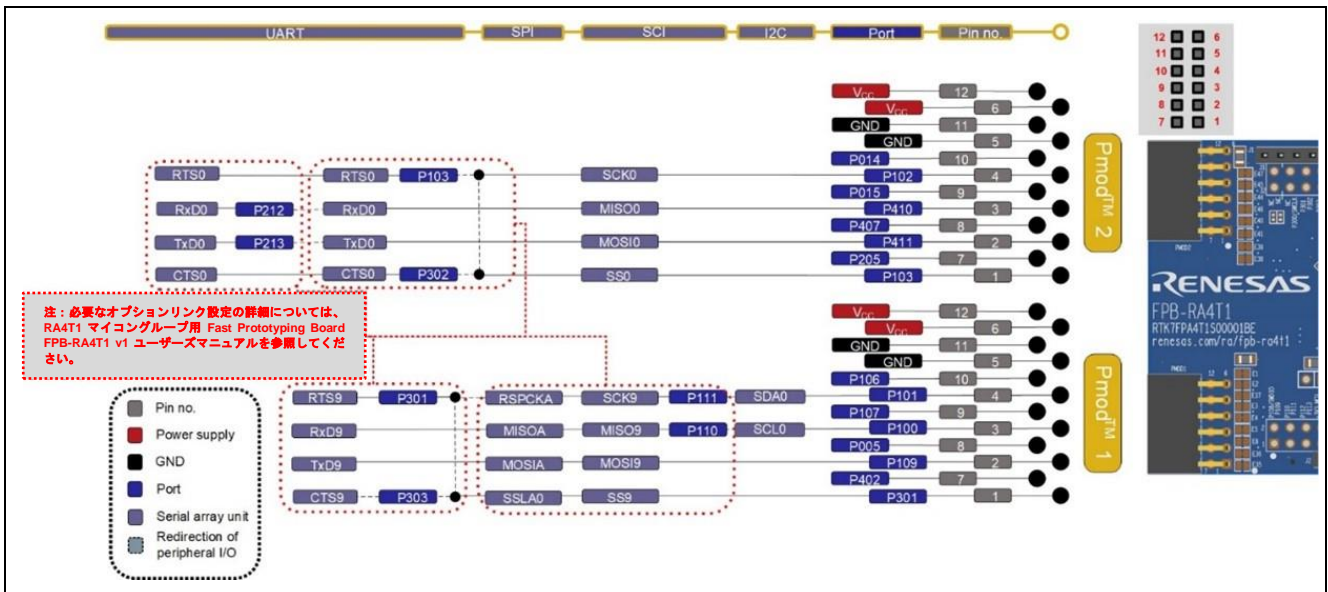 UART SPI SCI I2C Port Pin no.
VCC 12
VCC 6
GND 11
GND 5
P014 10
RTS0 RTS0 P103 SCK0 P102 4
P015 9
RxD0 P212 RxD0 MISO0 P410 3
P407 8
TxD0 P213 TxD0 MOSI0 P411 2
P205 7
CTS0 CTS0 P302 SS0 P103 1
Pmod™ 2
注：必要なオプションリンク設定の詳細については、
RA4T1 マイコングループ用 Fast Prototyping Board
FPB-RA4T1 v1 ユーザーズマニュアルを参照してくだ
さい。
VCC 12
VCC 6
GND 11
GND 5
P106 10
RTS9 P301 RSPCKA SCK9 P111 SDA0 P101 4
P107 9
RxD9 MISOA MISO9 P110 SCL0 P100 3
P005 8
TxD9 MOSIA MOSI9 P109 2
P402 7
CTS9 P303 SSLA0 SS9 P301 1
Pmod™ 1
Pin no.
Power supply
GND
Port
Serial array unit
Redirection of
peripheral I/O
12 6
11 5
10 4
9 3
8 2
7 1
RENESAS
FPB-RA4T1
RTK7FPA4T1S00001BE
renesas.com/ra/fpb-ra4t1
PMOD2
PMOD1